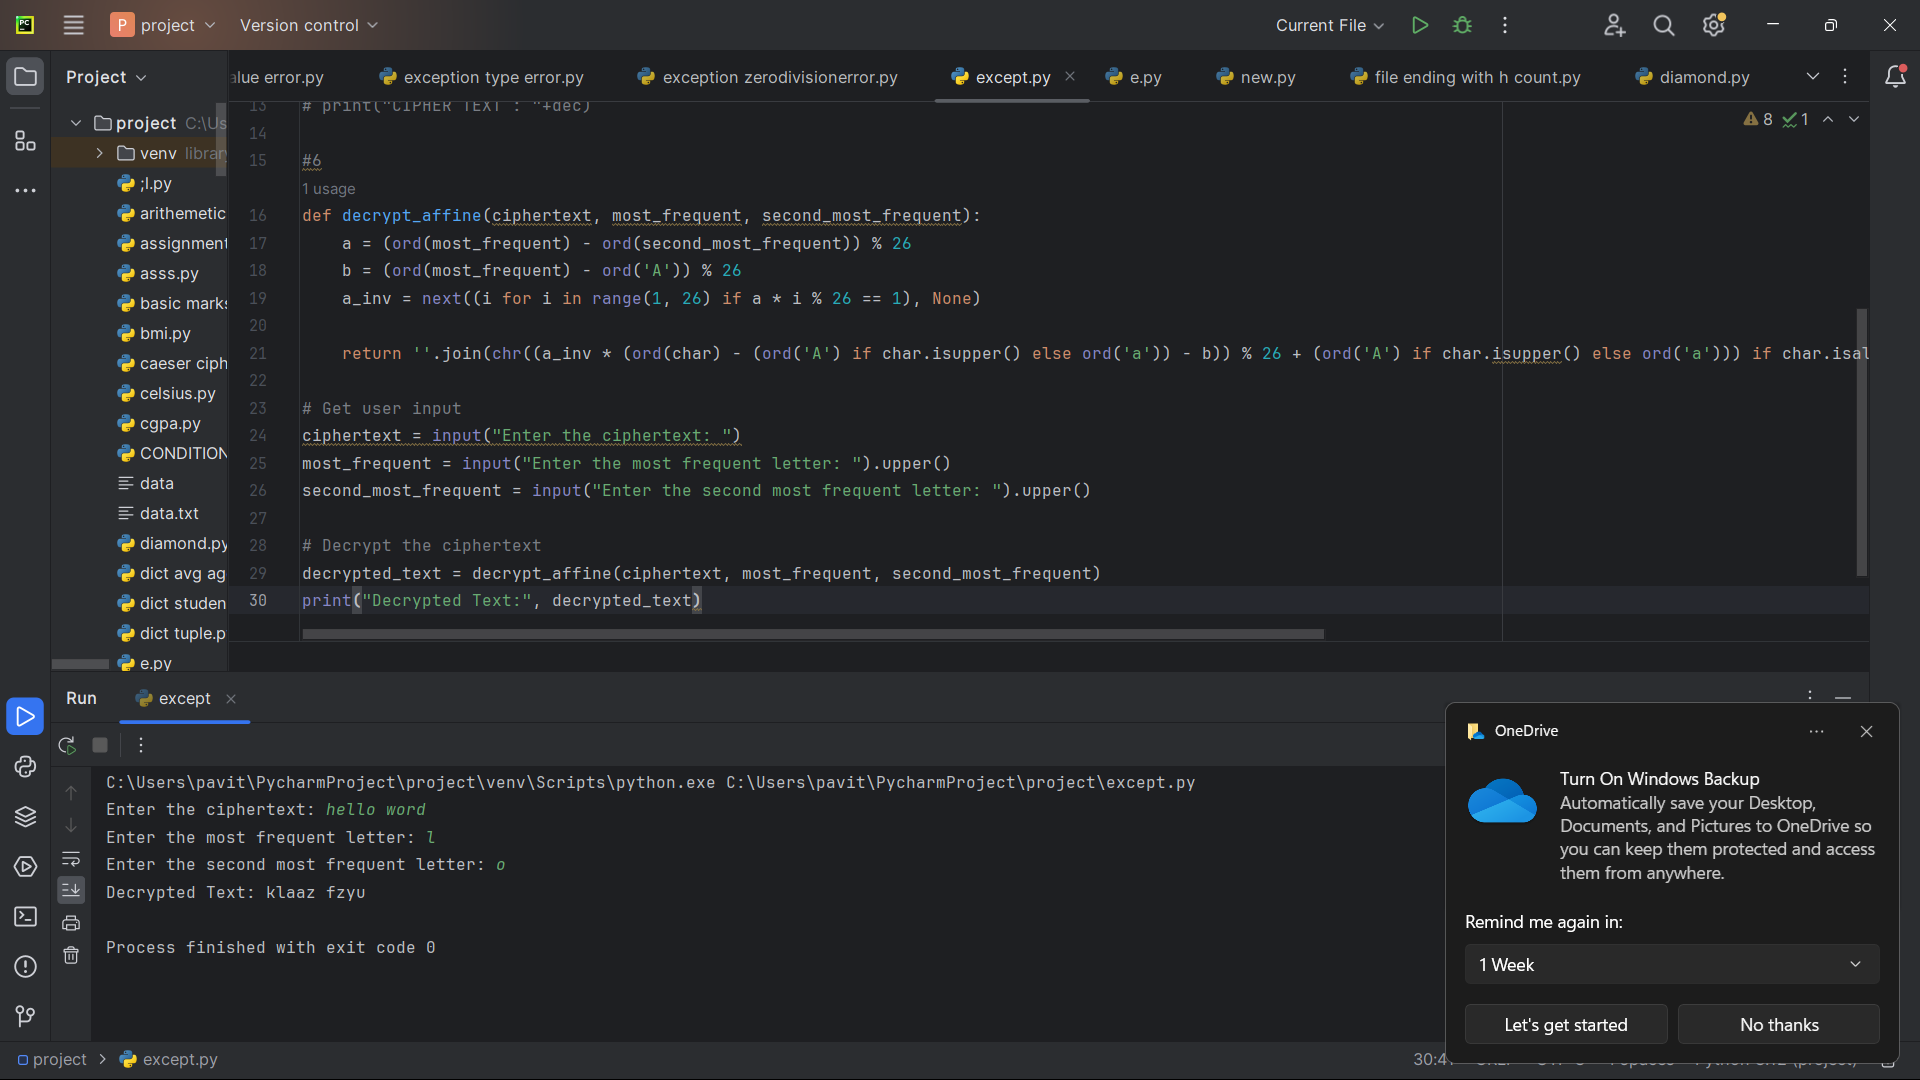 PC
P project
Version control
Current File
Project
alue error.py
exception type error.py
exception zerodivisionerror.py
except.py
e.py
new.py
file ending with h count.py
diamond.py
project C:\Us
venv library
;l.py
arithemetic
assignment
asss.py
basic marks
bmi.py
caeser ciph
celsius.py
cgpa.py
CONDITION
data
data.txt
diamond.py
dict avg ag
dict studen
dict tuple.p
e.py
8 1
13 # print("CIPHER TEXT : "+dec)
14
15 #6
1 usage
16 def decrypt_affine(ciphertext, most_frequent, second_most_frequent):
17 a = (ord(most_frequent) - ord(second_most_frequent)) % 26
18 b = (ord(most_frequent) - ord('A')) % 26
19 a_inv = next((i for i in range(1, 26) if a * i % 26 == 1), None)
20
21 return ''.join(chr((a_inv * (ord(char) - (ord('A') if char.isupper() else ord('a')) - b)) % 26 + (ord('A') if char.isupper() else ord('a'))) if char.isal
22
23 # Get user input
24 ciphertext = input("Enter the ciphertext: ")
25 most_frequent = input("Enter the most frequent letter: ").upper()
26 second_most_frequent = input("Enter the second most frequent letter: ").upper()
27
28 # Decrypt the ciphertext
29 decrypted_text = decrypt_affine(ciphertext, most_frequent, second_most_frequent)
30 print("Decrypted Text:", decrypted_text)
Run
except
C:\Users\pavit\PycharmProject\project\venv\Scripts\python.exe C:\Users\pavit\PycharmProject\project\except.py
Enter the ciphertext: hello word
Enter the most frequent letter: l
Enter the second most frequent letter: o
Decrypted Text: klaaz fzyu
Process finished with exit code 0
OneDrive
Turn On Windows Backup
Automatically save your Desktop,
Documents, and Pictures to OneDrive so
you can keep them protected and access
them from anywhere.
Remind me again in:
1 Week
Let's get started
No thanks
project
except.py